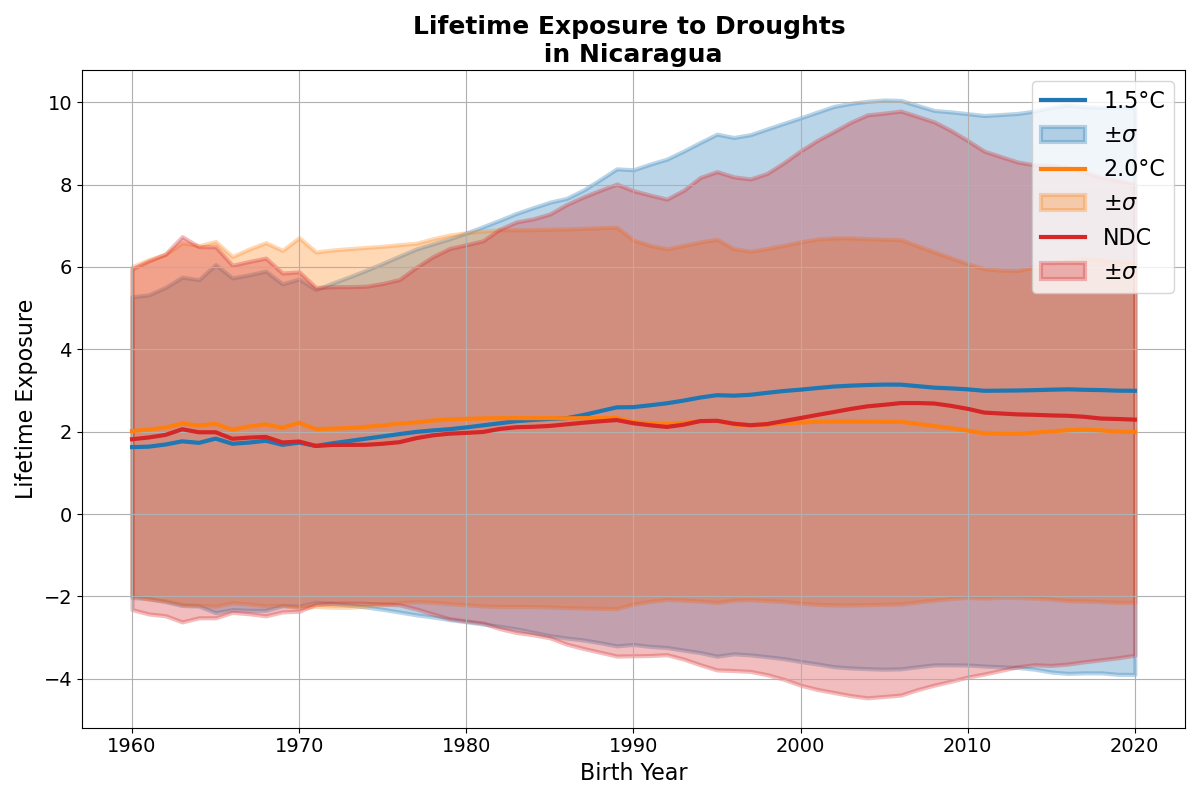 Lifetime Exposure to Droughts
in Nicaragua
Lifetime Exposure
10
8
6
4
2
0
−2
−4
1.5°C
±σ
2.0°C
±σ
NDC
±σ
1960
1970
1980
1990
2000
2010
2020
Birth Year